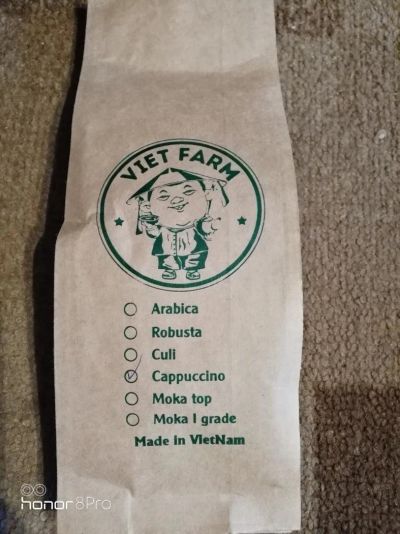 VIET FARM
Arabica
Robusta
Culi
Cappuccino
Moka top
Moka I grade
Made in VietNam
honor 8Pro